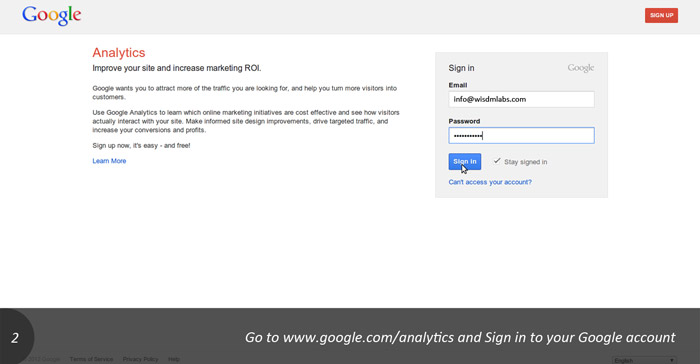 Google
SIGN UP
Analytics
Improve your site and increase marketing ROI.
Google wants you to attract more of the traffic you are looking for, and help you turn more visitors into
customers.
Use Google Analytics to learn which online marketing initiatives are cost effective and see how visitors
actually interact with your site. Make informed site design improvements, drive targeted traffic, and
increase your conversions and profits.
Sign up now, it's easy - and free!
Learn More
Sign in
Google
Email
info@wisdmlabs.com
Password
•••••••••••
Sign in
Stay signed in
Can't access your account?
2
Go to www.google.com/analytics and Sign in to your Google account
Google
Terms of Service
Privacy Policy
Help
English